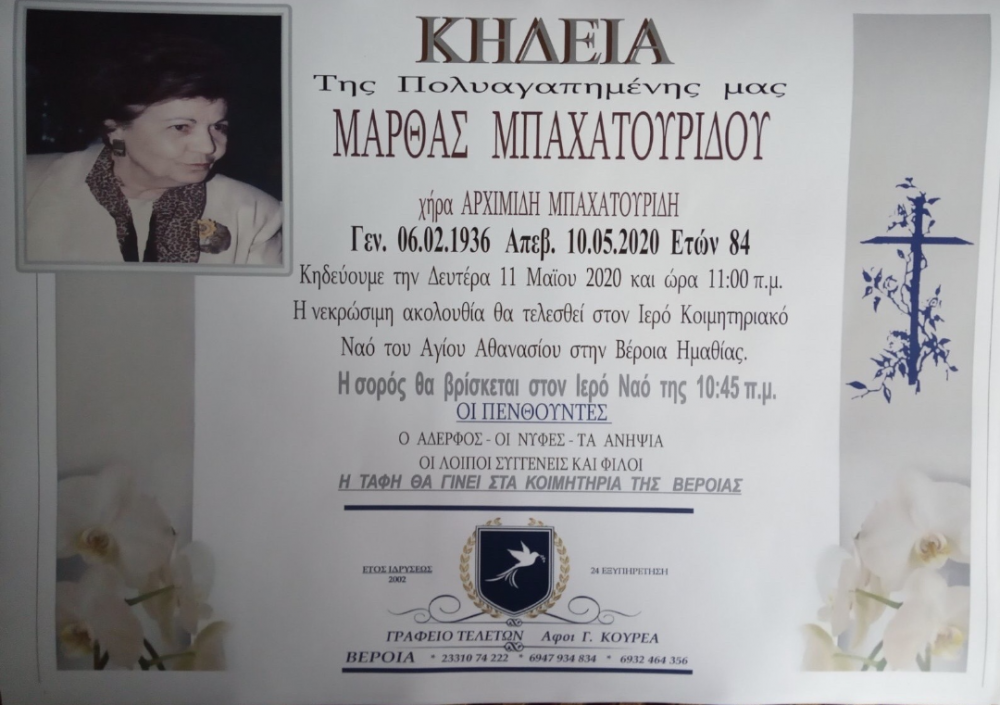 ΚΗΔΕΙΑ
Της Πολυαγαπημένης μας
ΜΑΡΘΑΣ ΜΠΑΧΑΤΟΥΡΙΔΟΥ
χήρα ΑΡΧΙΜΙΔΗ ΜΠΑΧΑΤΟΥΡΙΔΗ
Γεν. 06.02.1936 Απεβ. 10.05.2020 Ετών 84
Κηδεύουμε την Δευτέρα 11 Μαϊου 2020 και ώρα 11:00 π.μ.
Η νεκρώσιμη ακολουθία θα τελεσθεί στον Ιερό Κοιμητηριακό
Ναό του Αγίου Αθανασίου στην Βέροια Ημαθίας.
Η σορός θα βρίσκεται στον Ιερό Ναό της 10:45 π.μ.
ΟΙ ΠΕΝΘΟΥΝΤΕΣ
Ο ΑΔΕΡΦΟΣ - ΟΙ ΝΥΦΕΣ - ΤΑ ΑΝΗΨΙΑ
ΟΙ ΛΟΙΠΟΙ ΣΥΓΓΕΝΕΙΣ ΚΑΙ ΦΙΛΟΙ
Η ΤΑΦΗ ΘΑ ΓΙΝΕΙ ΣΤΑ ΚΟΙΜΗΤΗΡΙΑ ΤΗΣ ΒΕΡΟΙΑΣ
ΕΤΟΣ ΙΔΡΥΣΕΩΣ
2002
24 ΕΞΥΠΗΡΕΤΗΣΗ
ΓΡΑΦΕΙΟ ΤΕΛΕΤΩΝ Αφοι Γ. ΚΟΥΡΕΑ
ΒΕΡΟΙΑ * 23310 74 222 * 6947 934 834 * 6932 464 356